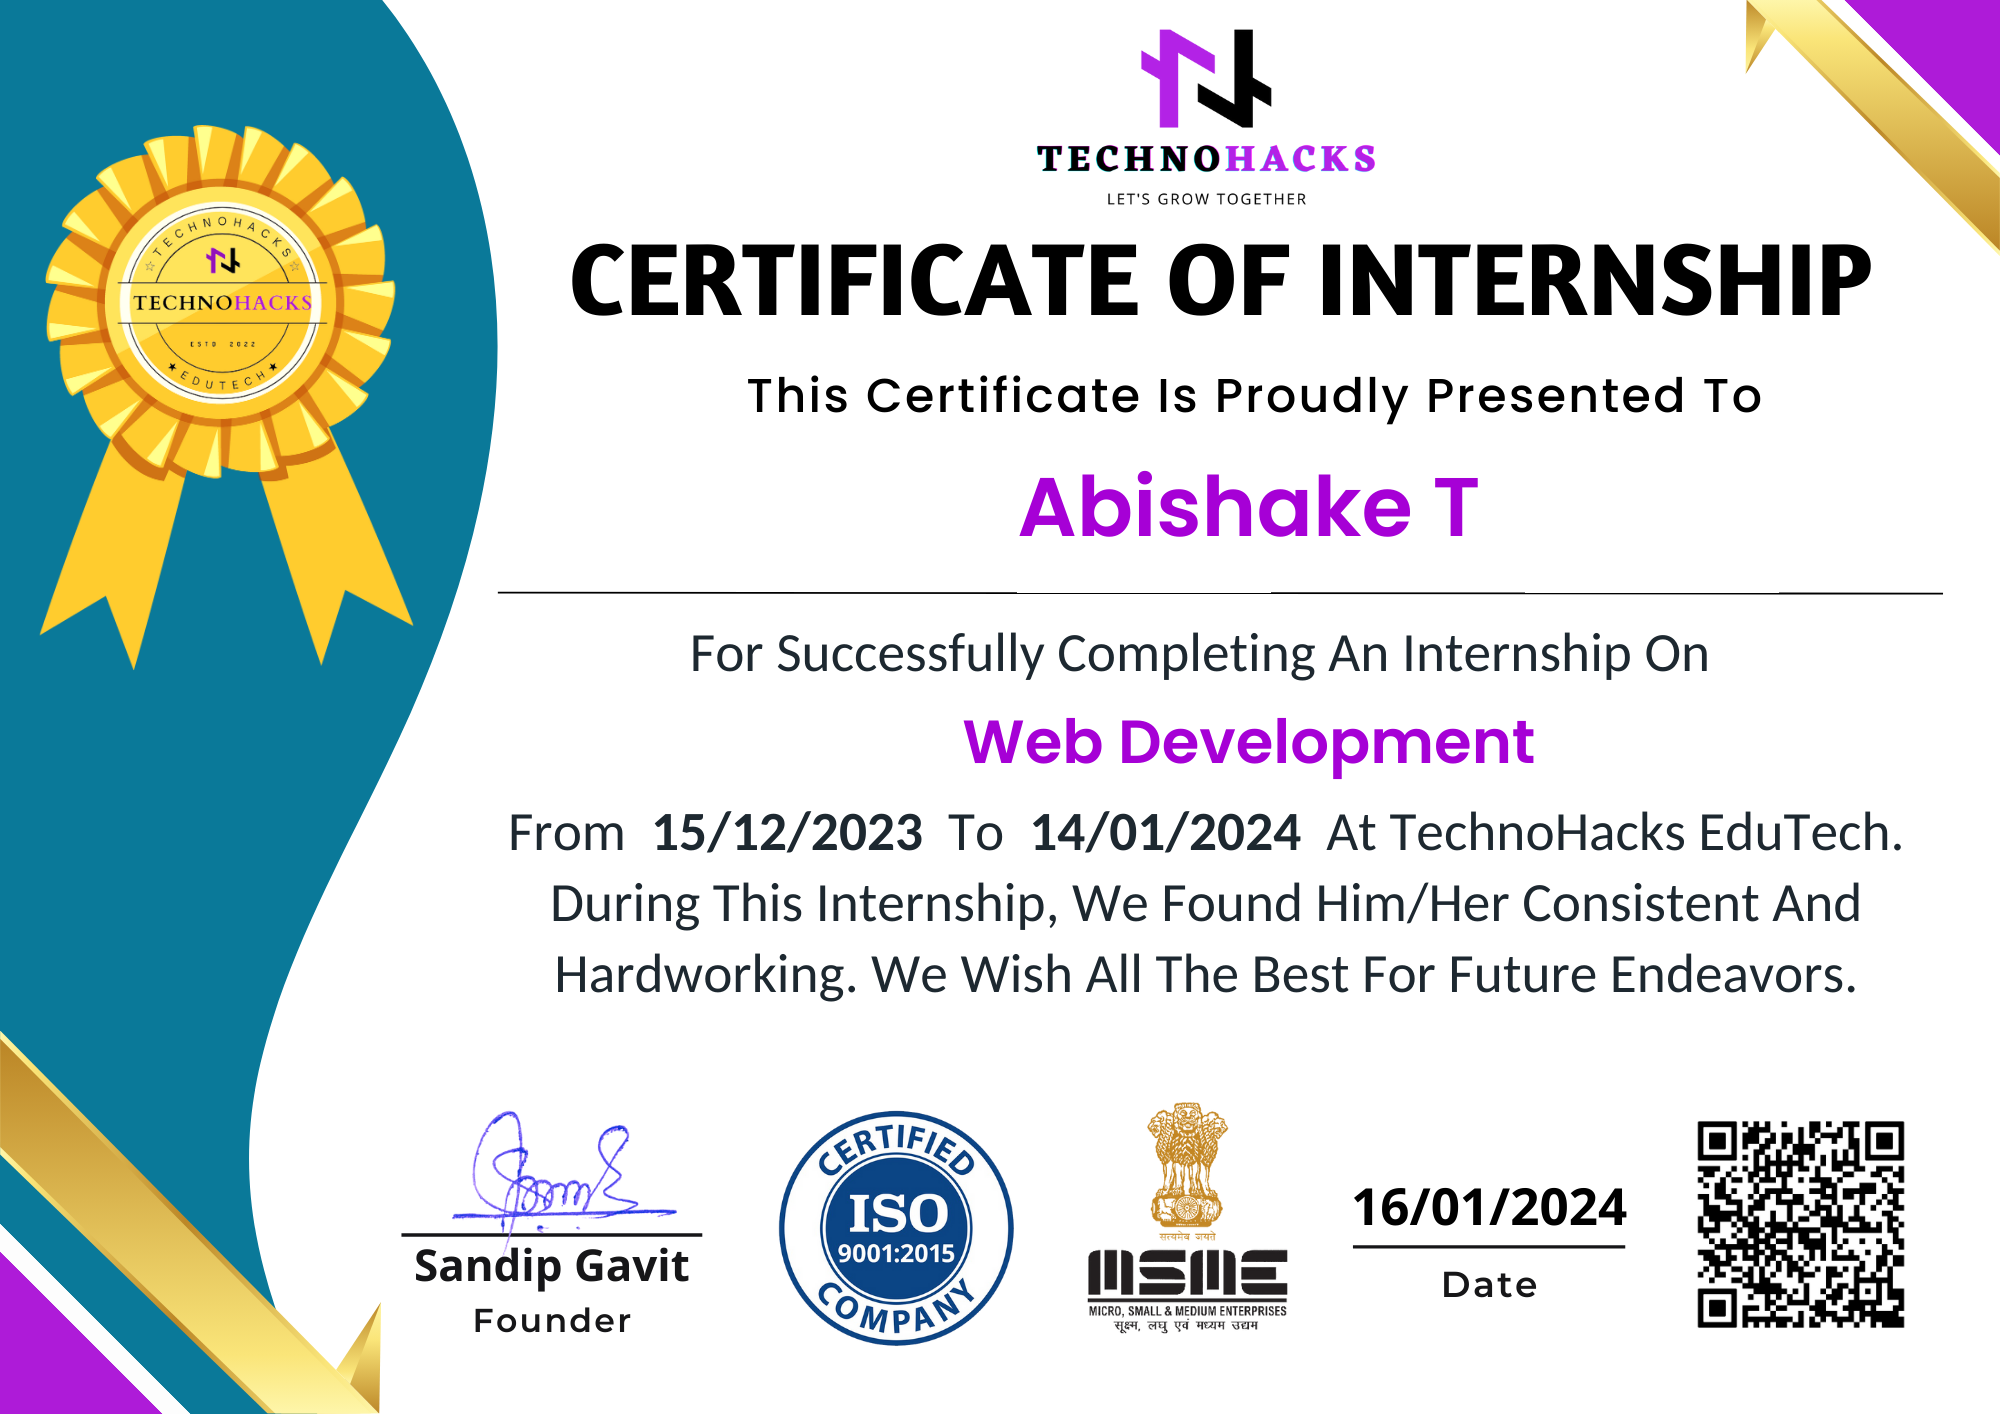 TECHNOHACKS
LET'S GROW TOGETHER
CERTIFICATE OF INTERNSHIP
This Certificate Is Proudly Presented To
Abishake T
For Successfully Completing An Internship On
Web Development
From 15/12/2023 To 14/01/2024 At TechnoHacks EduTech.
During This Internship, We Found Him/Her Consistent And
Hardworking. We Wish All The Best For Future Endeavors.
TECHNOHACKS
TECHNOHACKS
ESTD 2022
EDUTECH
Sandip Gavit
Founder
CERTIFIED
ISO
9001:2015
COMPANY
सत्यमेव जयते
MSME
MICRO, SMALL & MEDIUM ENTERPRISES
सूक्ष्म, लघु एवं मध्यम उद्यम
16/01/2024
Date